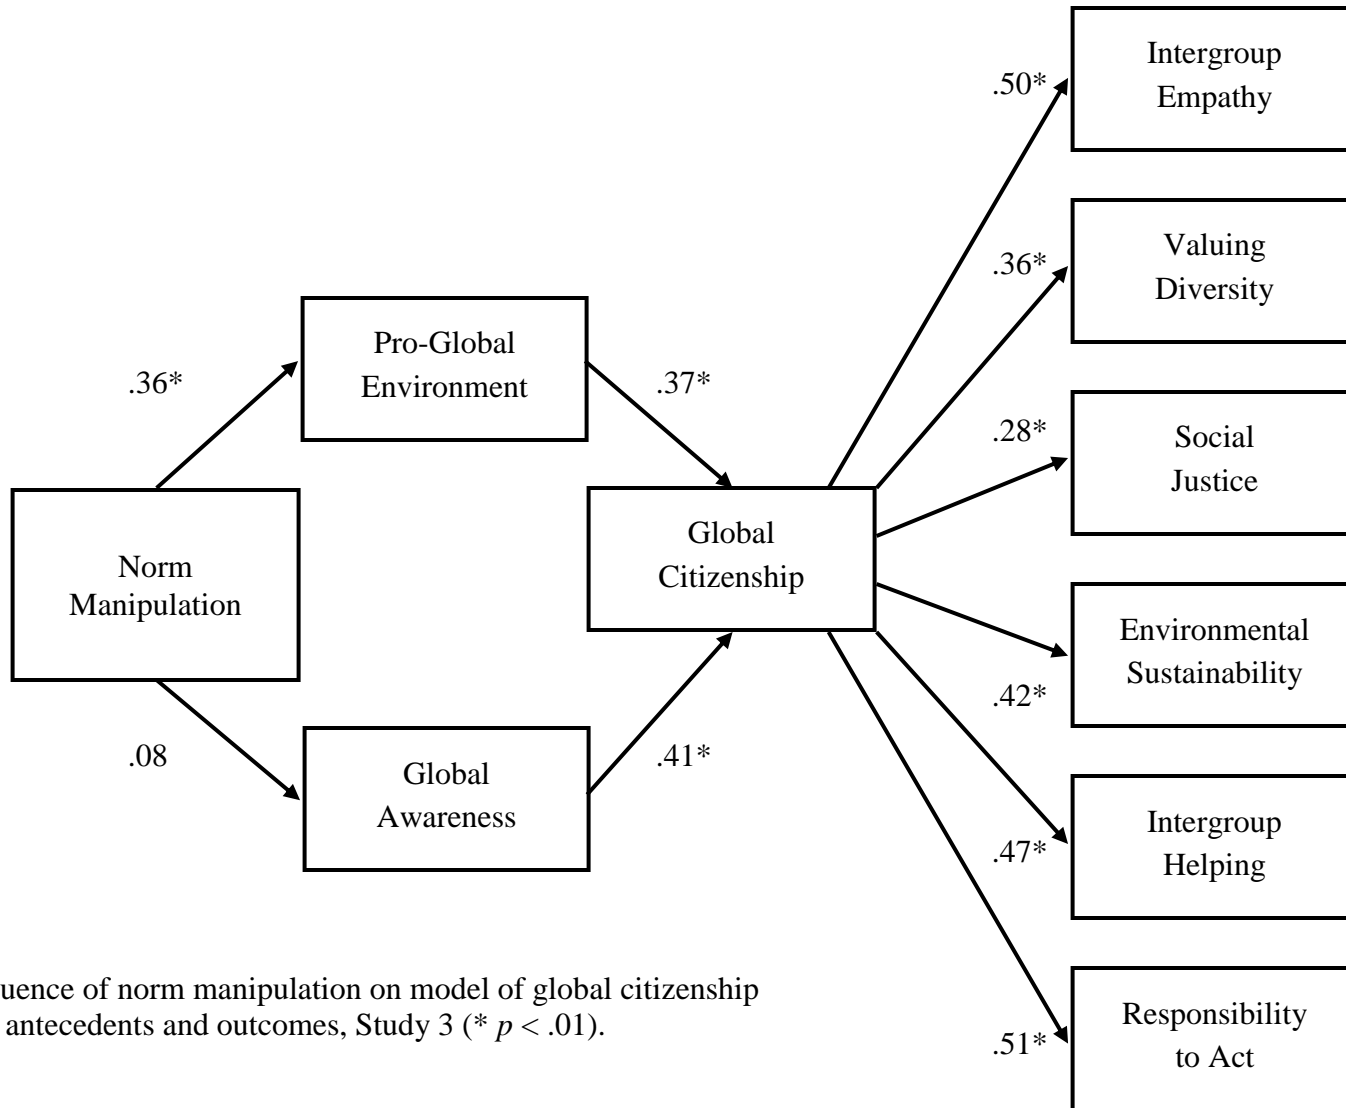 Intergroup
Empathy
.50*
Valuing
Diversity
.36*
Pro-Global
Environment
.36*
.37*
Social
Justice
.28*
Global
Citizenship
Norm
Manipulation
Environmental
Sustainability
.42*
.08
Global
Awareness
.41*
Intergroup
Helping
.47*
uence of norm manipulation on model of global citizenship
antecedents and outcomes, Study 3 (* p < .01).
Responsibility
to Act
.51*